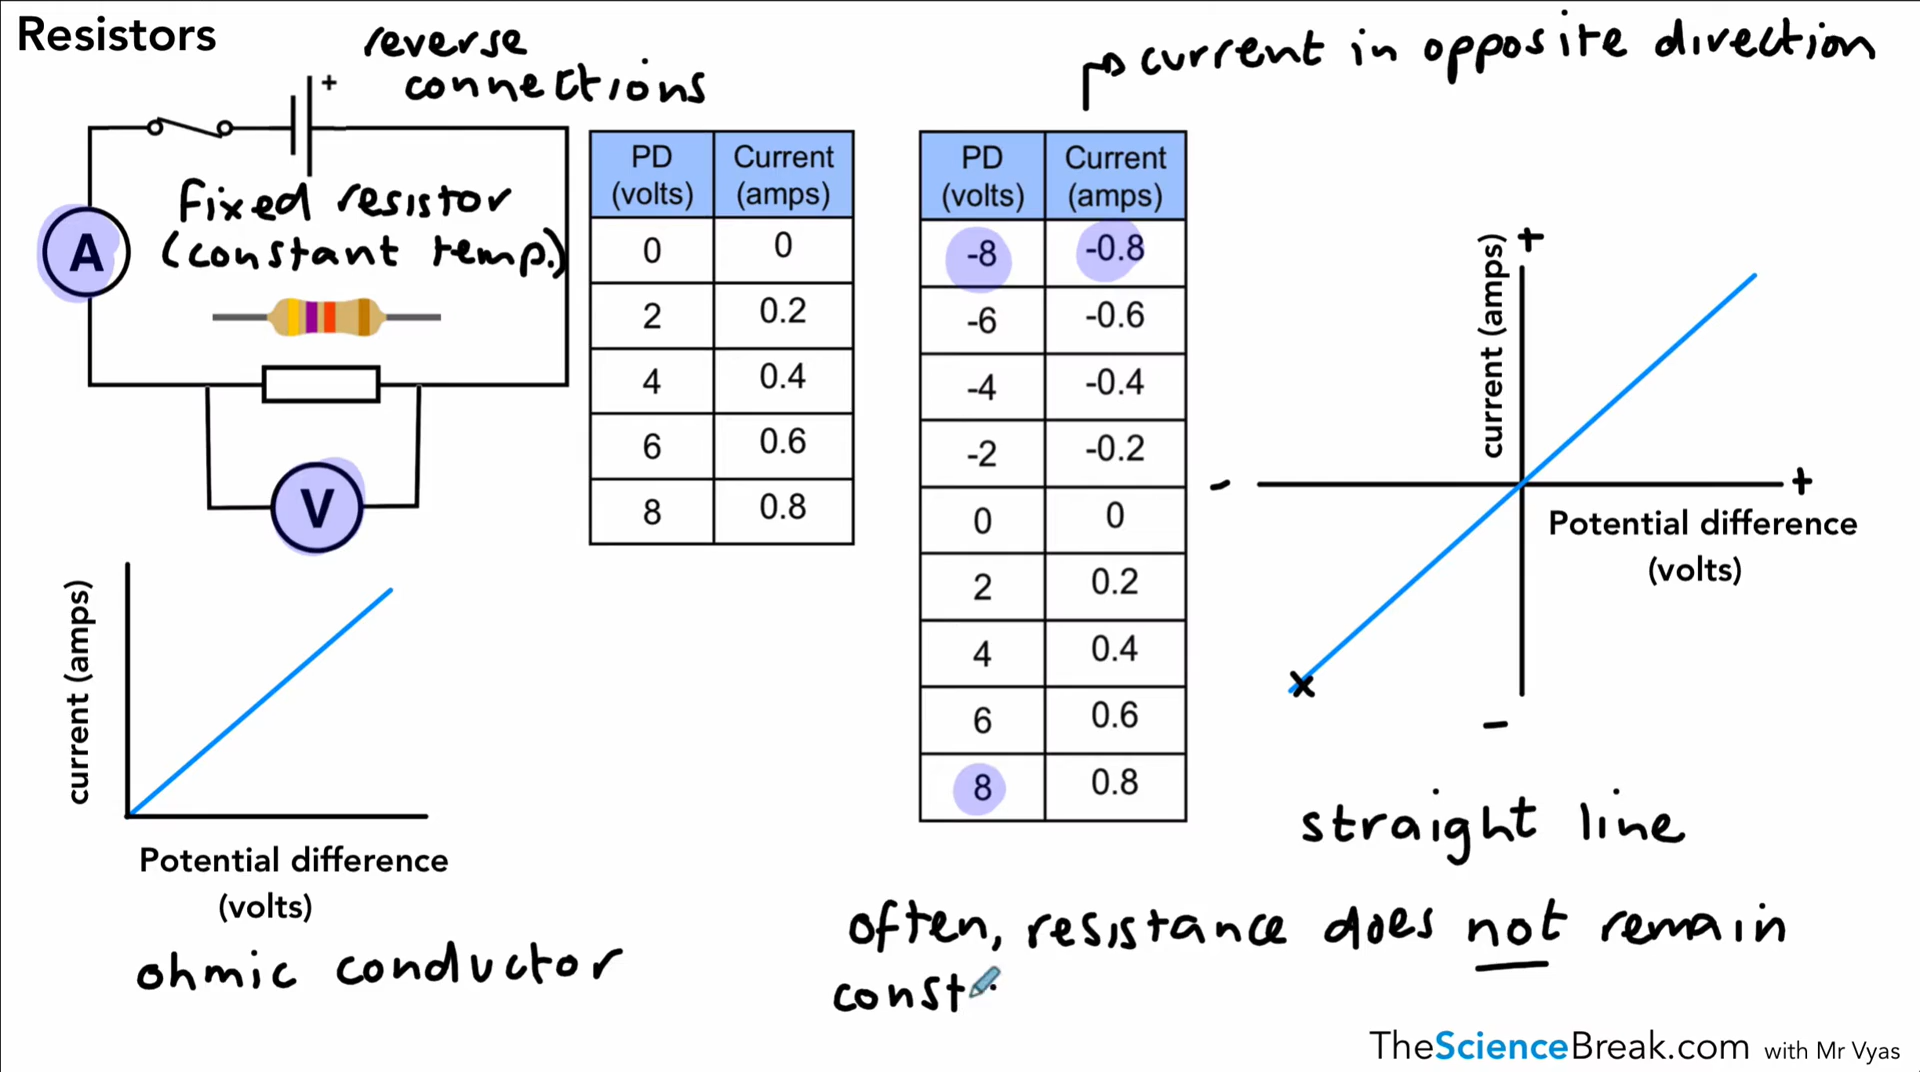 Resistors
reverse
connections
current in opposite direction
+
A
fixed resistor
(constant temp.)
V
PD Current
(volts) (amps)
0 0
2 0.2
4 0.4
6 0.6
8 0.8
PD Current
(volts) (amps)
-8 -0.8
-6 -0.6
-4 -0.4
-2 -0.2
0 0
2 0.2
4 0.4
6 0.6
8 0.8
current (amps)
+
-
+
Potential difference
(volts)
x
-
straight line
current (amps)
Potential difference
(volts)
ohmic conductor
often, resistance does not remain
const
TheScienceBreak.com with Mr Vyas